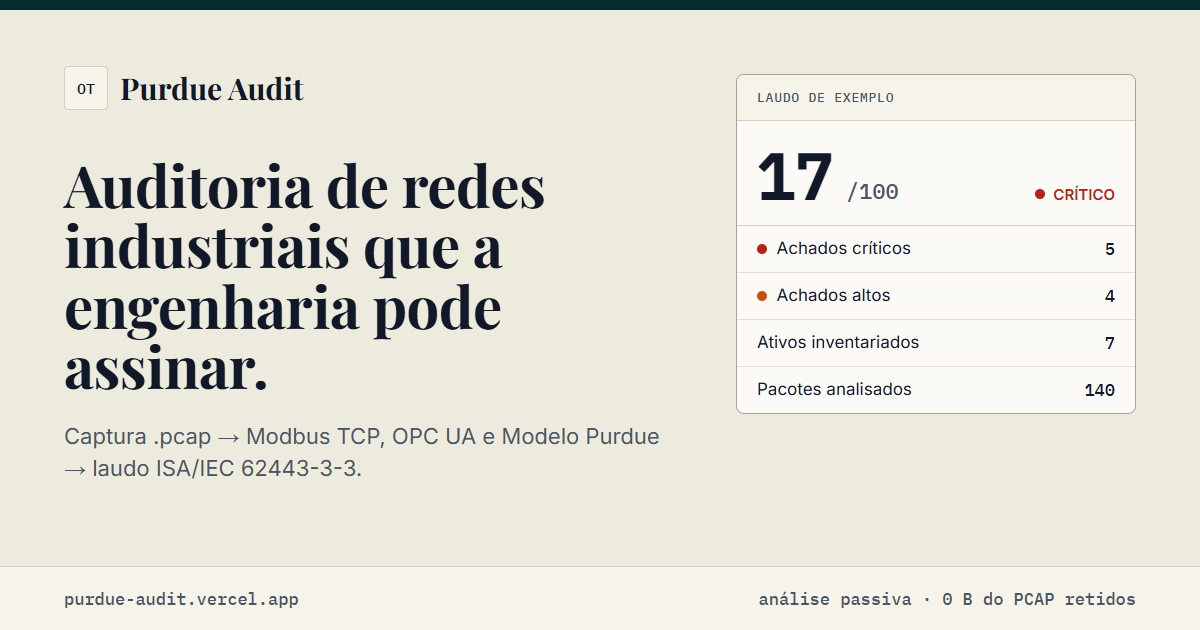 OT
Purdue Audit
Auditoria de redes
industriais que a
engenharia pode
assinar.
Captura .pcap → Modbus TCP, OPC UA e Modelo Purdue
→ laudo ISA/IEC 62443-3-3.
LAUDO DE EXEMPLO
17 /100 CRÍTICO
Achados críticos 5
Achados altos 4
Ativos inventariados 7
Pacotes analisados 140
purdue-audit.vercel.app
análise passiva · 0 B do PCAP retidos